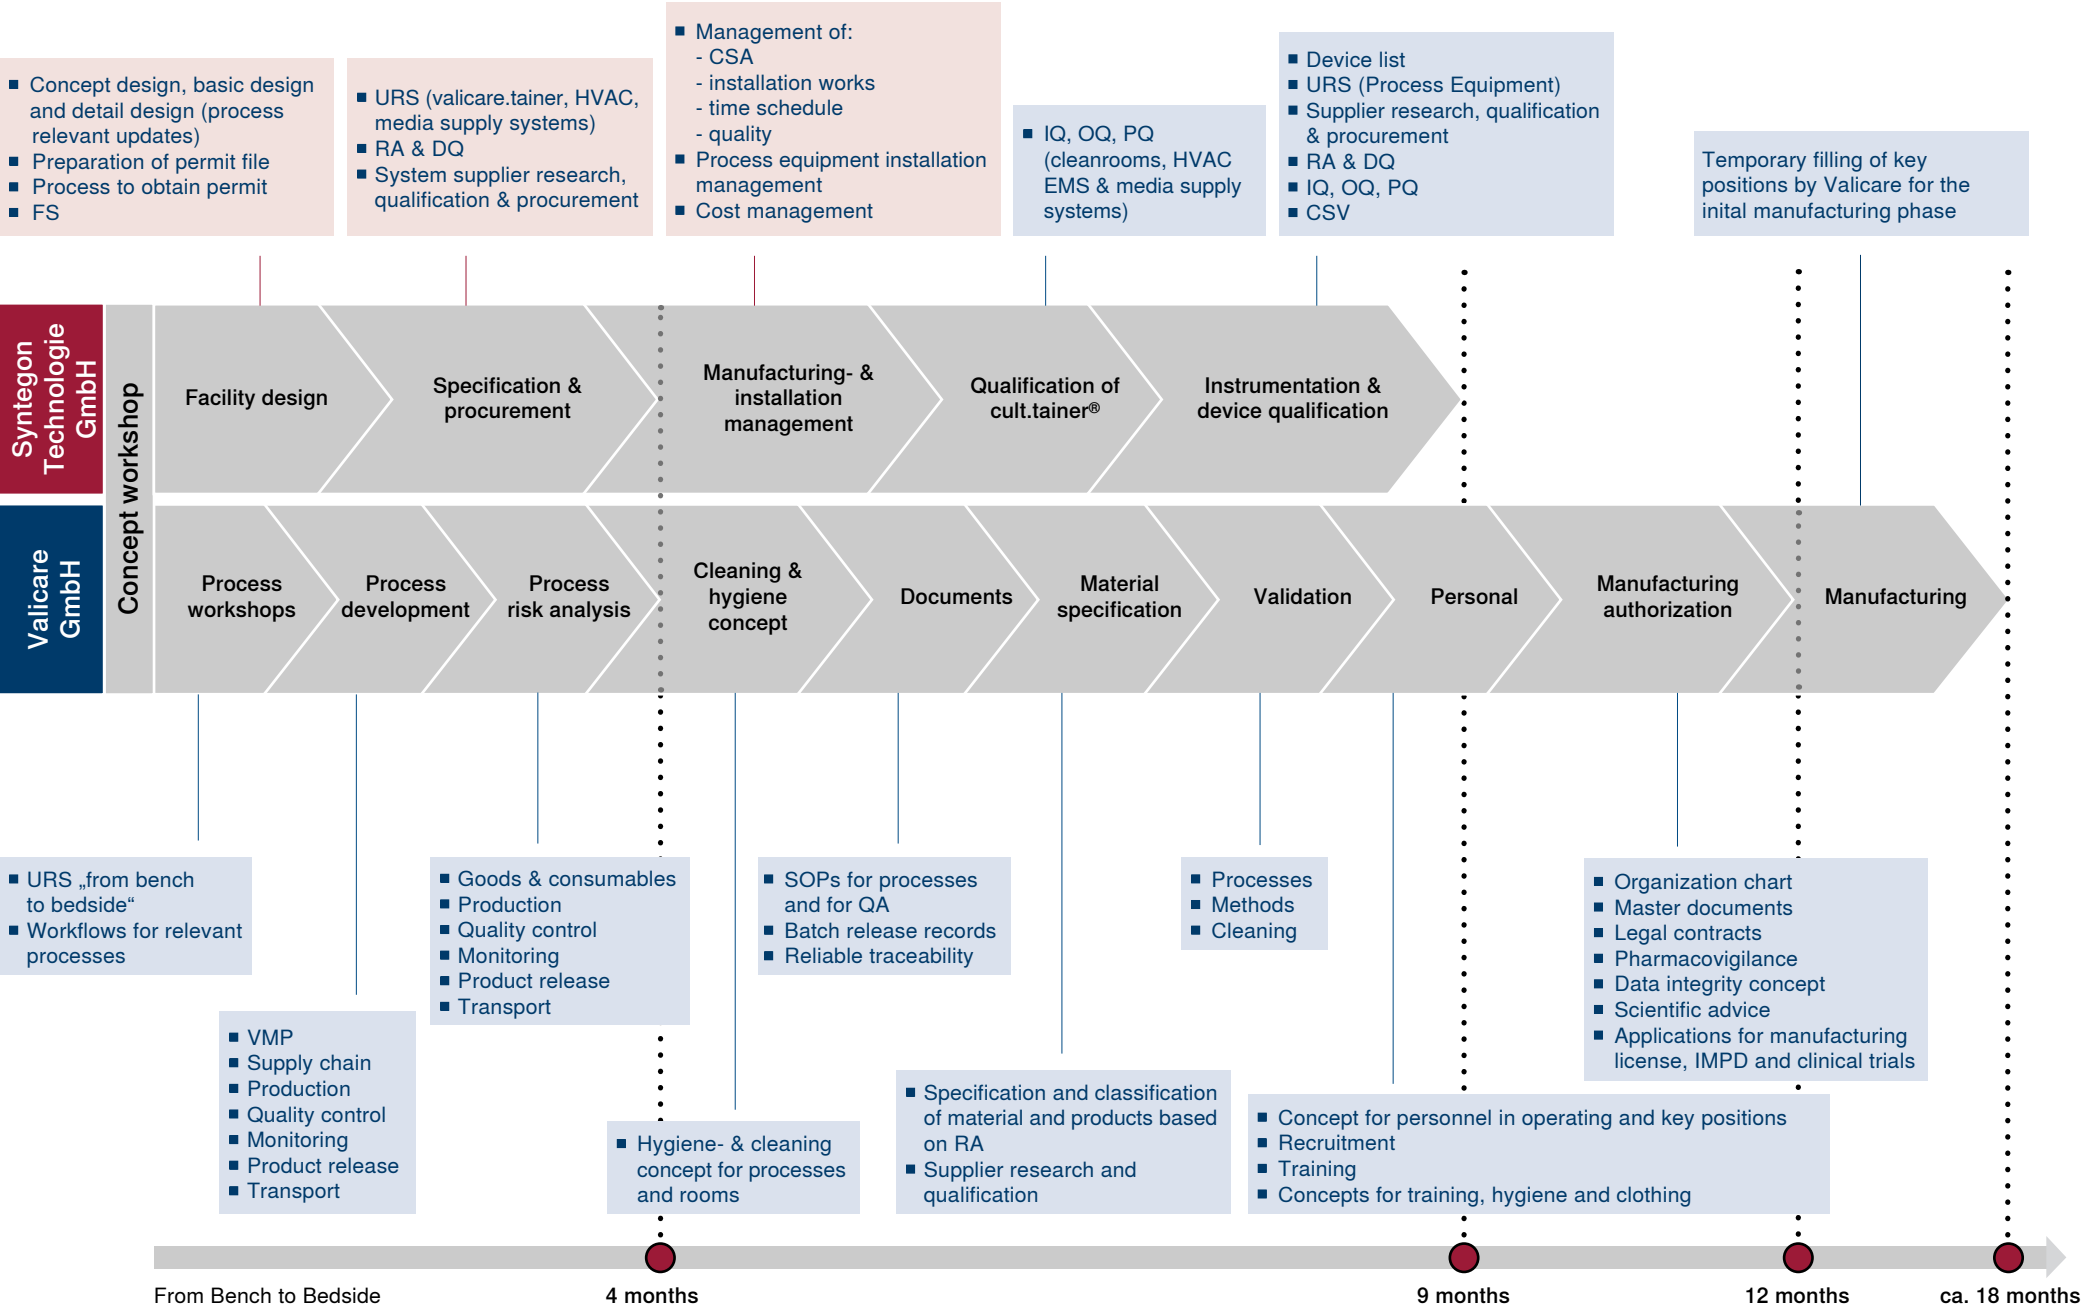 Concept design, basic design
and detail design (process
relevant updates)
Preparation of permit file
Process to obtain permit
FS
URS (valicare.tainer, HVAC,
media supply systems)
RA & DQ
System supplier research,
qualification & procurement
Management of:
- CSA
- installation works
- time schedule
- quality
Process equipment installation
management
Cost management
IQ, OQ, PQ
(cleanrooms, HVAC
EMS & media supply
systems)
Device list
URS (Process Equipment)
Supplier research, qualification
& procurement
RA & DQ
IQ, OQ, PQ
CSV
Temporary filling of key
positions by Valicare for the
inital manufacturing phase
Syntegon
Technologie
GmbH
Concept workshop
Facility design
Specification &
procurement
Manufacturing- &
installation
management
Qualification of
cult.tainer®
Instrumentation &
device qualification
Valicare
GmbH
Process
workshops
Process
development
Process
risk analysis
Cleaning &
hygiene
concept
Documents
Material
specification
Validation
Personal
Manufacturing
authorization
Manufacturing
URS „from bench
to bedside“
Workflows for relevant
processes
VMP
Supply chain
Production
Quality control
Monitoring
Product release
Transport
Goods & consumables
Production
Quality control
Monitoring
Product release
Transport
Hygiene- & cleaning
concept for processes
and rooms
SOPs for processes
and for QA
Batch release records
Reliable traceability
Specification and classification
of material and products based
on RA
Supplier research and
qualification
Processes
Methods
Cleaning
Concept for personnel in operating and key positions
Recruitment
Training
Concepts for training, hygiene and clothing
Organization chart
Master documents
Legal contracts
Pharmacovigilance
Data integrity concept
Scientific advice
Applications for manufacturing
license, IMPD and clinical trials
From Bench to Bedside
4 months
9 months
12 months
ca. 18 months